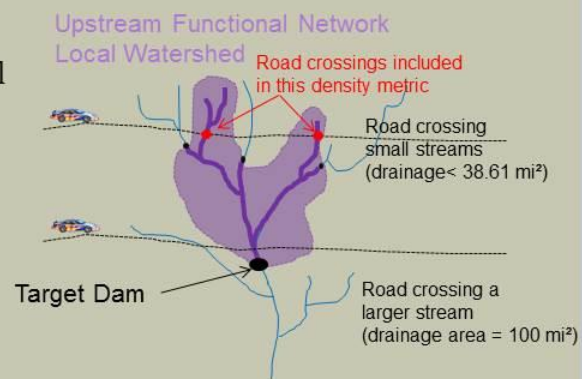 Upstream Functional Network
Local Watershed
Road crossings included
in this density metric
Road crossing
small streams
(drainage< 38.61 mi²)
Target Dam
Road crossing a
larger stream
(drainage area = 100 mi²)